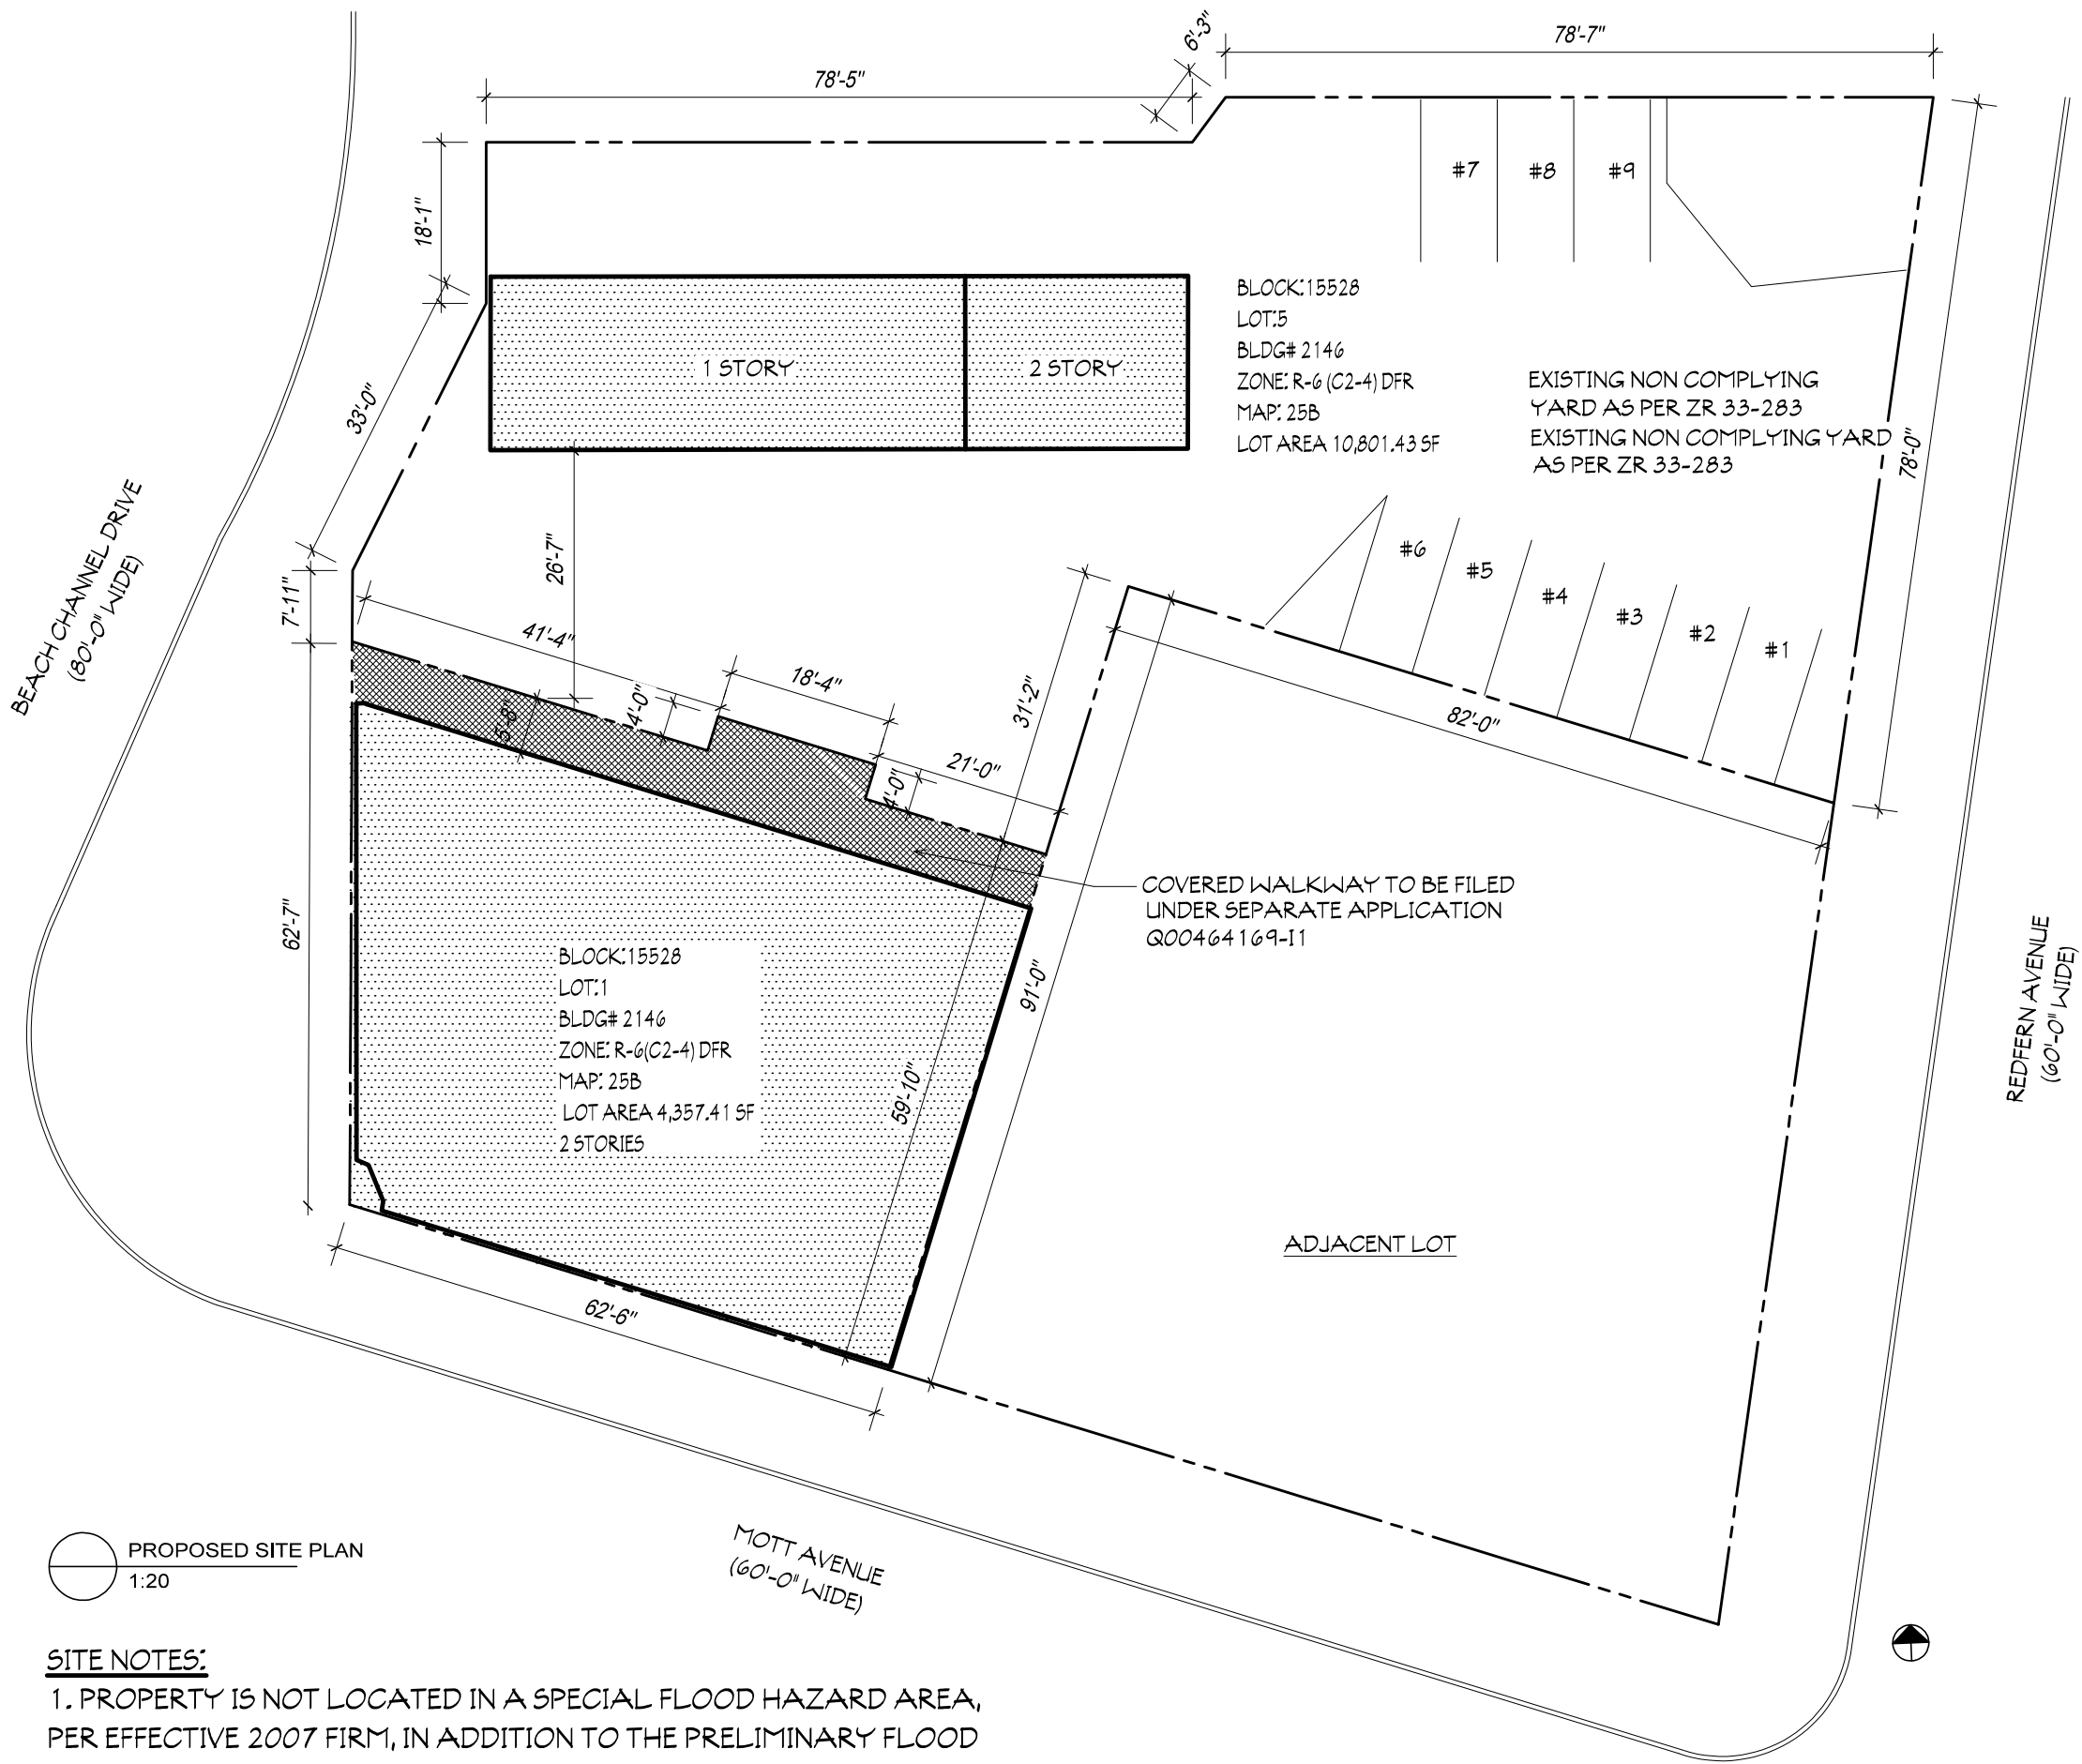 78'-7"
6'-3"
78'-5"
#7
#8
#9
18'-1"
BLOCK:15528
LOT:5
BLDG# 2146
ZONE: R-6 (C2-4) DFR
MAP: 25B
LOT AREA 10,801.43 SF
1 STORY
2 STORY
EXISTING NON COMPLYING
YARD AS PER ZR 33-283
EXISTING NON COMPLYING YARD
AS PER ZR 33-283
33'-0"
78'-0"
BEACH CHANNEL DRIVE
(80'-0" WIDE)
26'-7"
7'-11"
#6
#5
#4
#3
#2
#1
41'-4"
18'-4"
4'-0"
5'-8"
31'-2"
21'-0"
4'-0"
82'-0"
COVERED WALKWAY TO BE FILED
UNDER SEPARATE APPLICATION
Q00464169-I1
62'-7"
BLOCK:15528
LOT:1
BLDG# 2146
ZONE: R-6(C2-4) DFR
MAP: 25B
LOT AREA 4,357.41 SF
2 STORIES
91'-0"
59'-10"
REDFERN AVENUE
(60'-0" WIDE)
ADJACENT LOT
62'-6"
MOTT AVENUE
(60'-0" WIDE)
PROPOSED SITE PLAN
1:20
SITE NOTES:
1. PROPERTY IS NOT LOCATED IN A SPECIAL FLOOD HAZARD AREA,
PER EFFECTIVE 2007 FIRM, IN ADDITION TO THE PRELIMINARY FLOOD